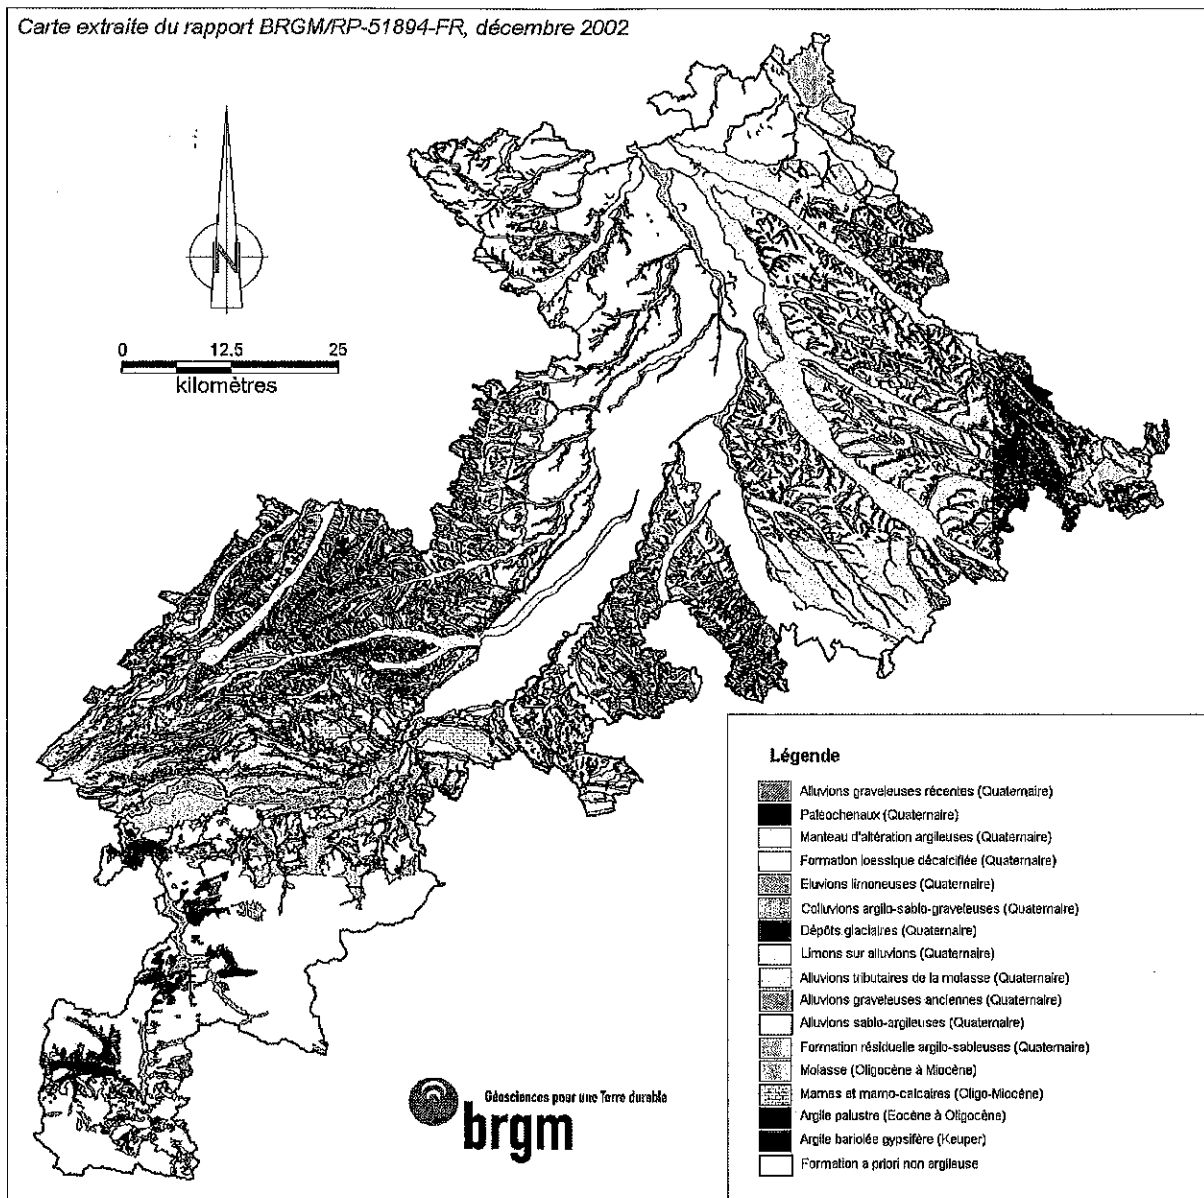 Carte extraite du rapport BRGM/RP-51894-FR, décembre 2002
N
0 12.5 25
kilomètres
Légende
Alluvions graveleuses récentes (Quaternaire)
Paléochenaux (Quaternaire)
Manteau d'altération argileuses (Quaternaire)
Formation loessique décalcifiée (Quaternaire)
Eluvions limoneuses (Quaternaire)
Colluvions argilo-sablo-graveleuses (Quaternaire)
Dépôts glaciaires (Quaternaire)
Limons sur alluvions (Quaternaire)
Alluvions tributaires de la molasse (Quaternaire)
Alluvions graveleuses anciennes (Quaternaire)
Alluvions sablo-argileuses (Quaternaire)
Formation résiduelle argilo-sableuses (Quaternaire)
Molasse (Oligocène à Miocène)
Marnes et marno-calcaires (Oligo-Miocène)
Argile palustre (Eocène à Oligocène)
Argile bariolée gypsifère (Keuper)
Formation a priori non argileuse
Géosciences pour une Terre durable
brgm